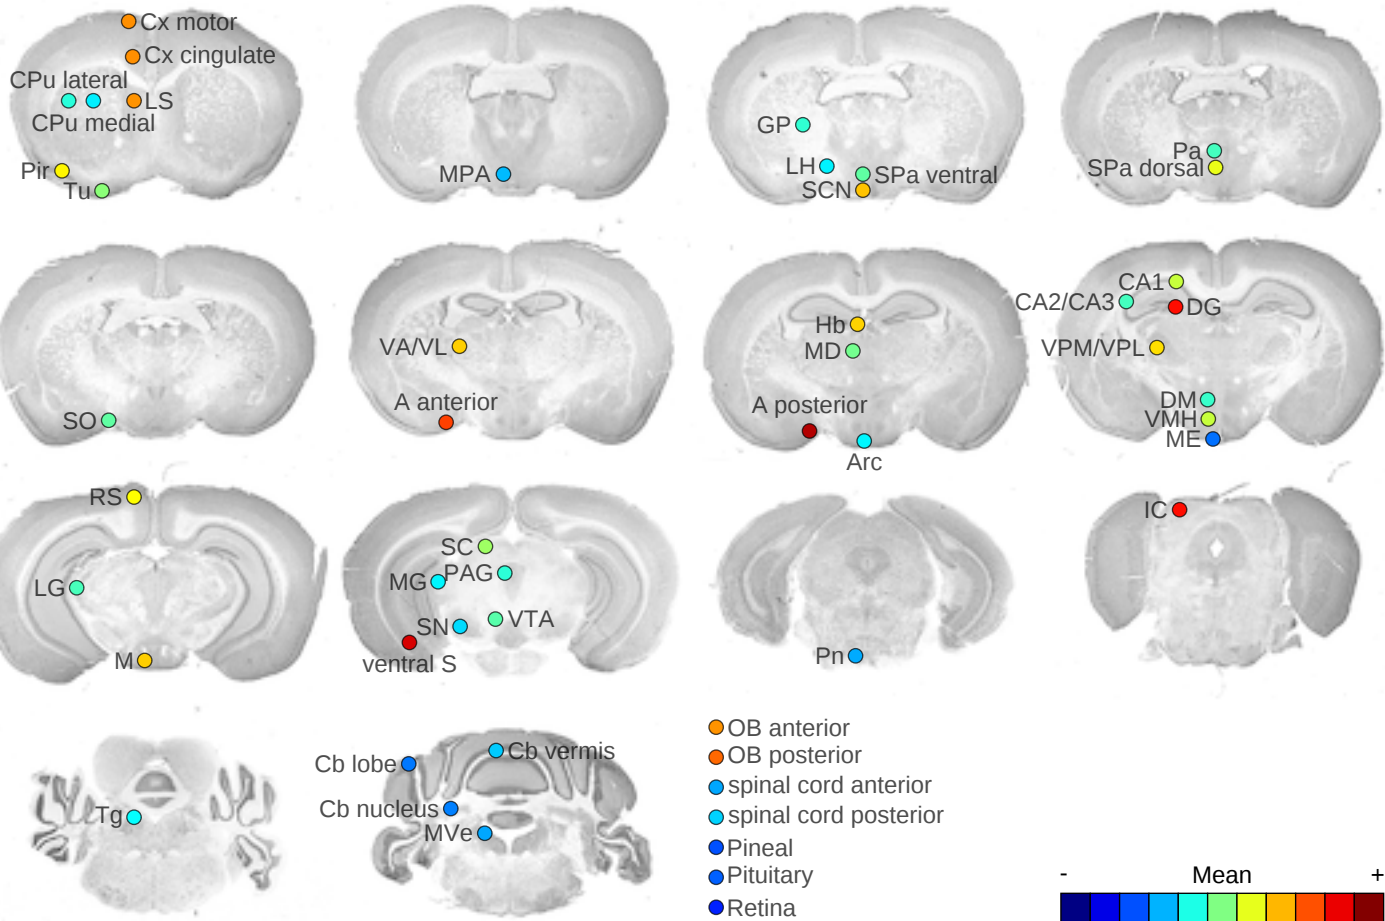 Cx motor
Cx cingulate
CPu lateral
LS
CPu medial
Pir
Tu
MPA
GP
LH
SPa ventral
SCN
Pa
SPa dorsal
SO
VA/VL
A anterior
Hb
MD
A posterior
Arc
CA1
CA2/CA3
DG
VPM/VPL
DM
VMH
ME
RS
LG
M
SC
MG
PAG
SN
VTA
ventral S
Pn
IC
Tg
Cb lobe
Cb vermis
Cb nucleus
MVe
OB anterior
OB posterior
spinal cord anterior
spinal cord posterior
Pineal
Pituitary
Retina
- Mean +